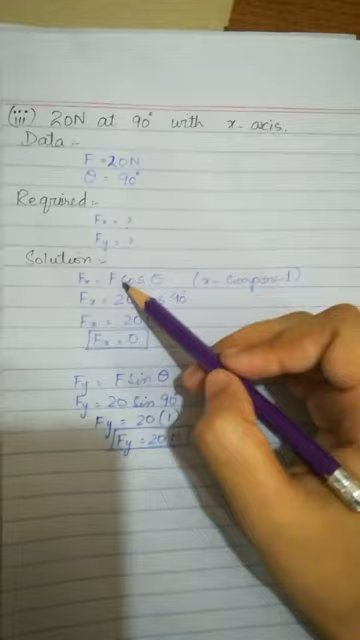 (iii) 20N at 90° with x-axis.
Data:-
F = 20N
θ = 90°
Required:-
Fx = ?
Fy = ?
Solution:-
Fx = F cos θ (x-component)
Fx = 20 cos 90°
Fx = 20
Fx = 0
Fy = F sin θ
Fy = 20 sin 90°
Fy = 20(1)
Fy = 20